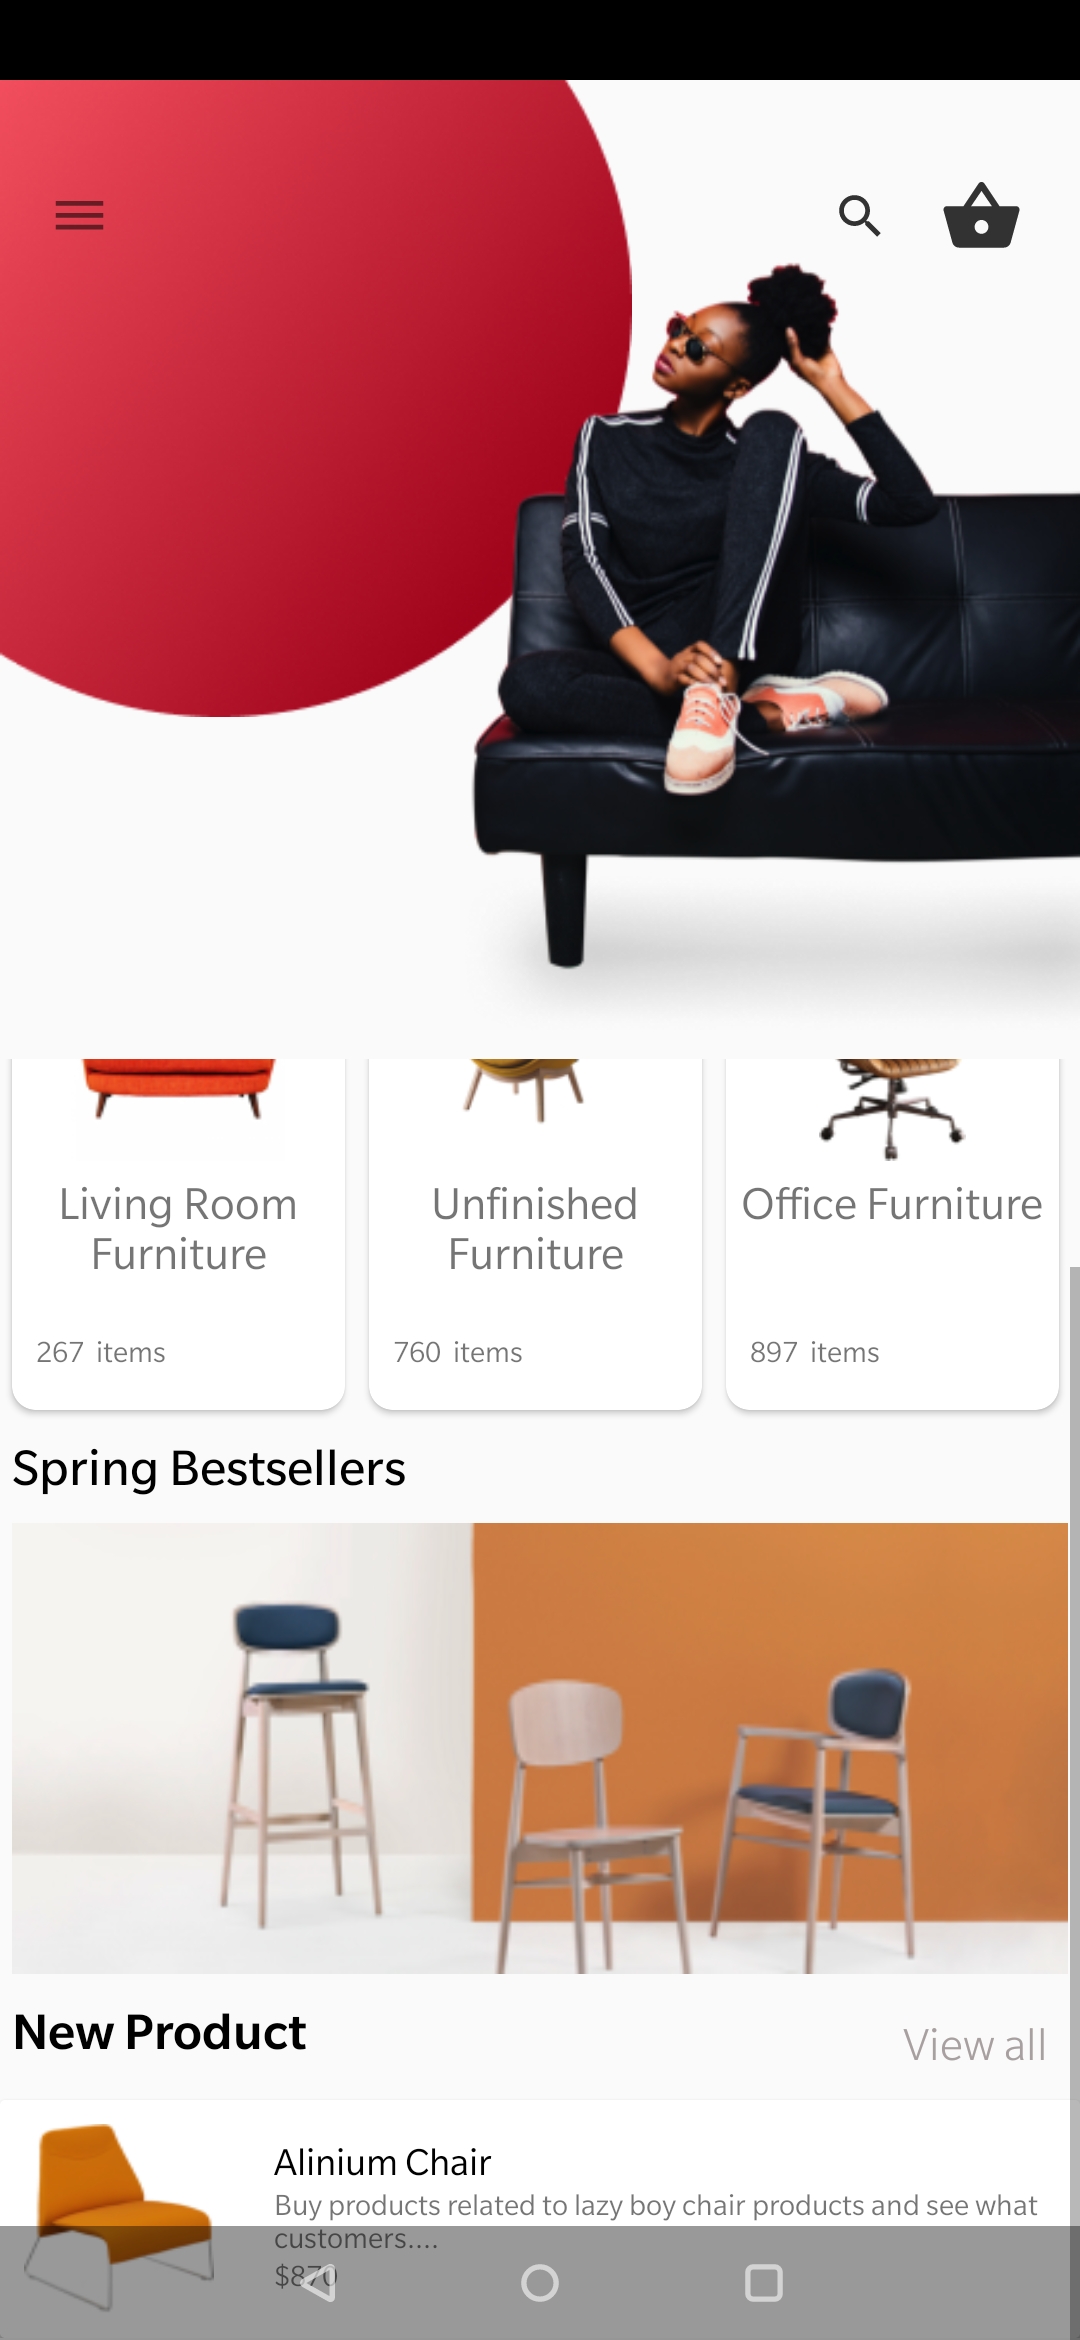 Living Room
Furniture
Unfinished
Furniture
Office Furniture
267 items
760 items
897 items
Spring Bestsellers
New Product
View all
Alinium Chair
Buy products related to lazy boy chair products and see what
customers....
$870